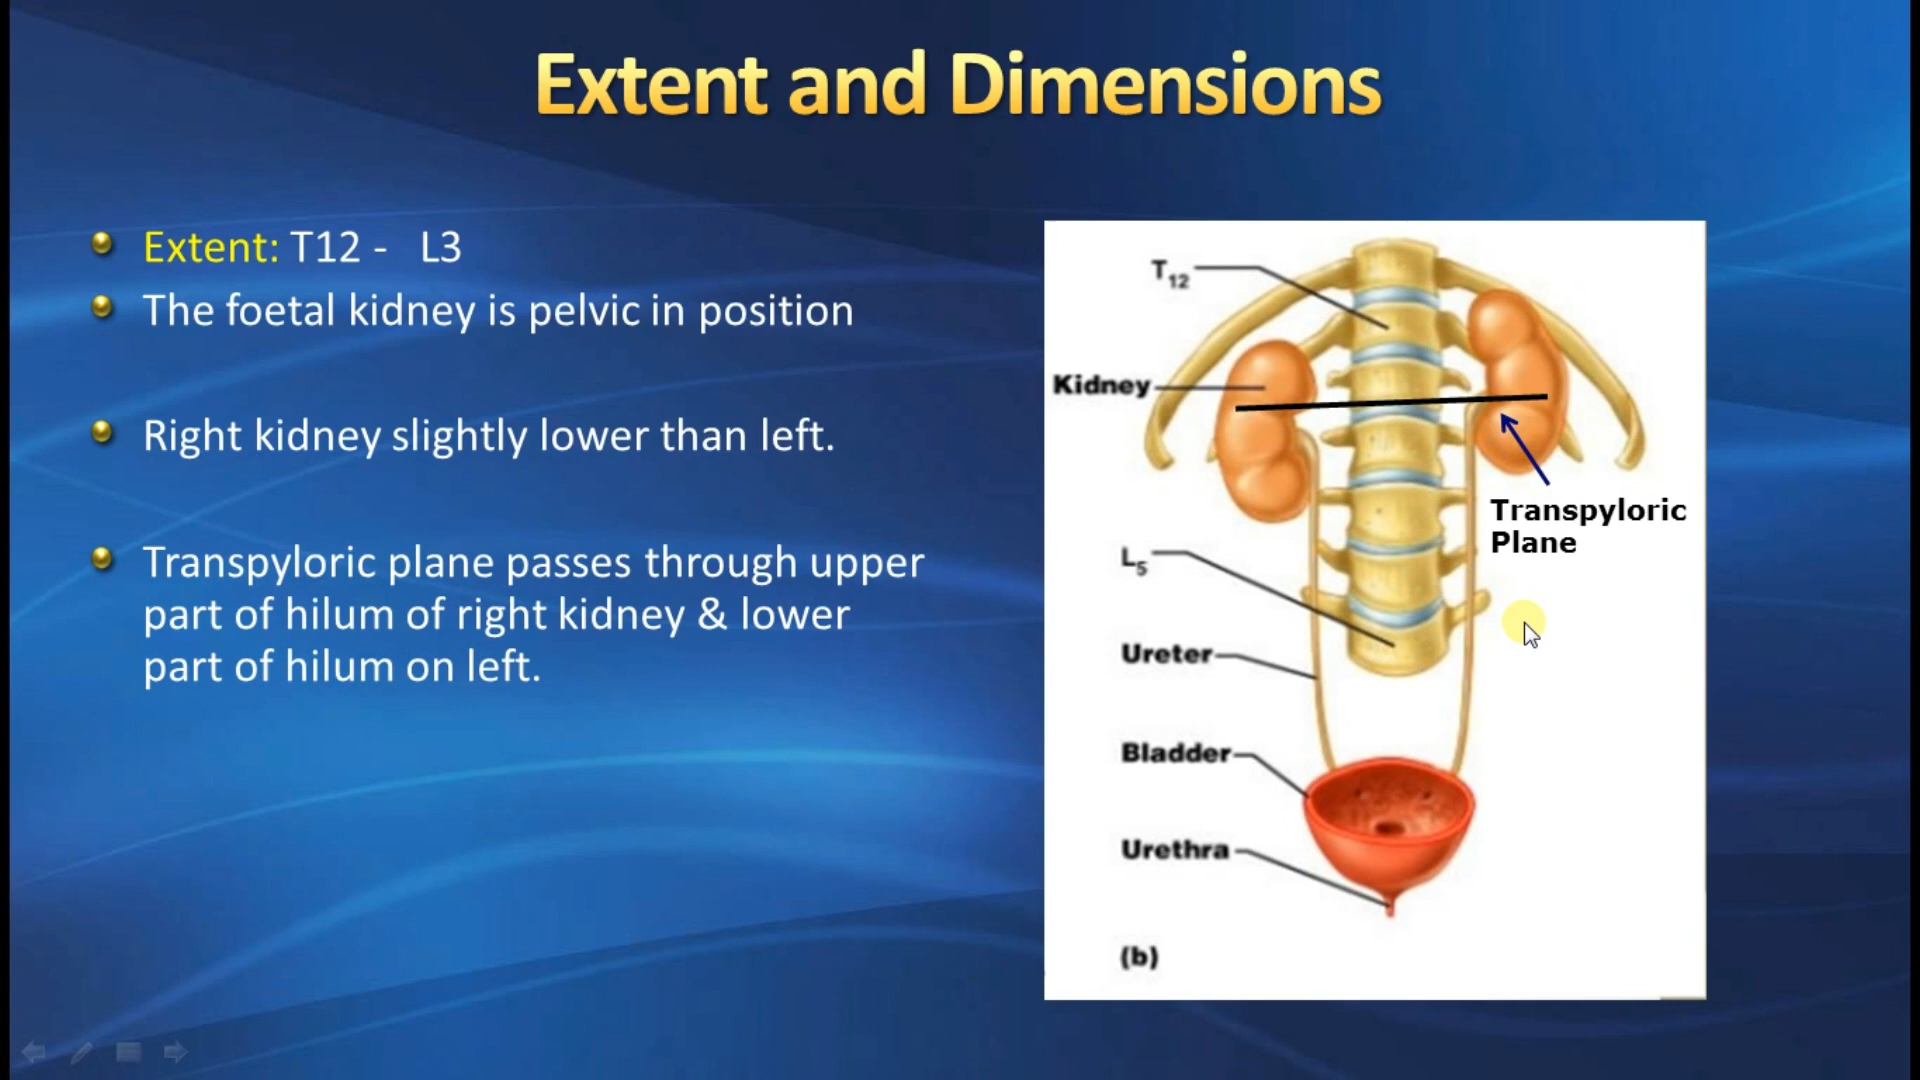 Extent and Dimensions
Extent: T12 - L3
The foetal kidney is pelvic in position
Right kidney slightly lower than left.
Transpyloric plane passes through upper
part of hilum of right kidney & lower
part of hilum on left.
T12
Kidney
Transpyloric
Plane
L5
Ureter
Bladder
Urethra
(b)